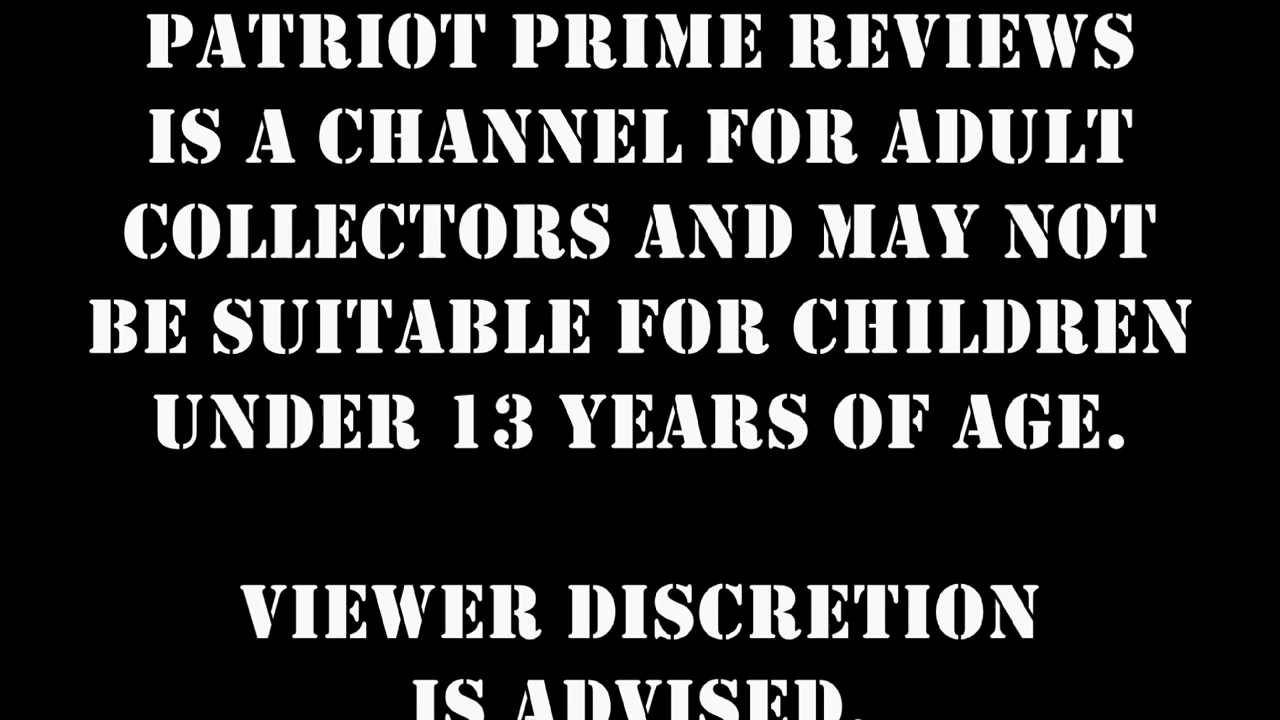 PATRIOT PRIME REVIEWS
IS A CHANNEL FOR ADULT
COLLECTORS AND MAY NOT
BE SUITABLE FOR CHILDREN
UNDER 13 YEARS OF AGE.
VIEWER DISCRETION
IS ADVISED.